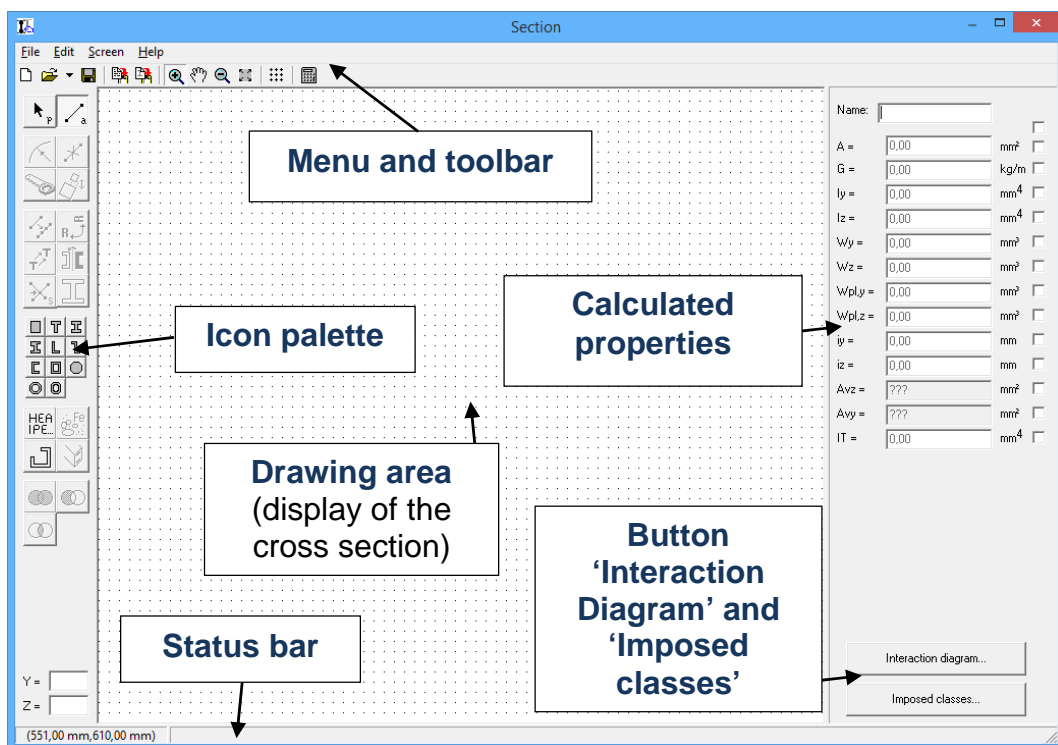 Section
File Edit Screen Help
P a
Menu and toolbar
Name:
A = 0,00 mm²
G = 0,00 kg/m
Iy = 0,00 mm4
Iz = 0,00 mm4
Wy = 0,00 mm³
Wz = 0,00 mm³
Wpl,y = 0,00 mm³
Wpl,z = 0,00 mm³
iy = 0,00 mm
iz = 0,00 mm
Avz = ??? mm²
Avy = ??? mm²
IT = 0,00 mm4
R
T
S
Icon palette
Calculated
properties
HEA
IPE...
Fe
Drawing area
(display of the
cross section)
Button
‘Interaction
Diagram’ and
‘Imposed
classes’
Status bar
Interaction diagram...
Imposed classes...
Y =
Z =
(551,00 mm,610,00 mm)